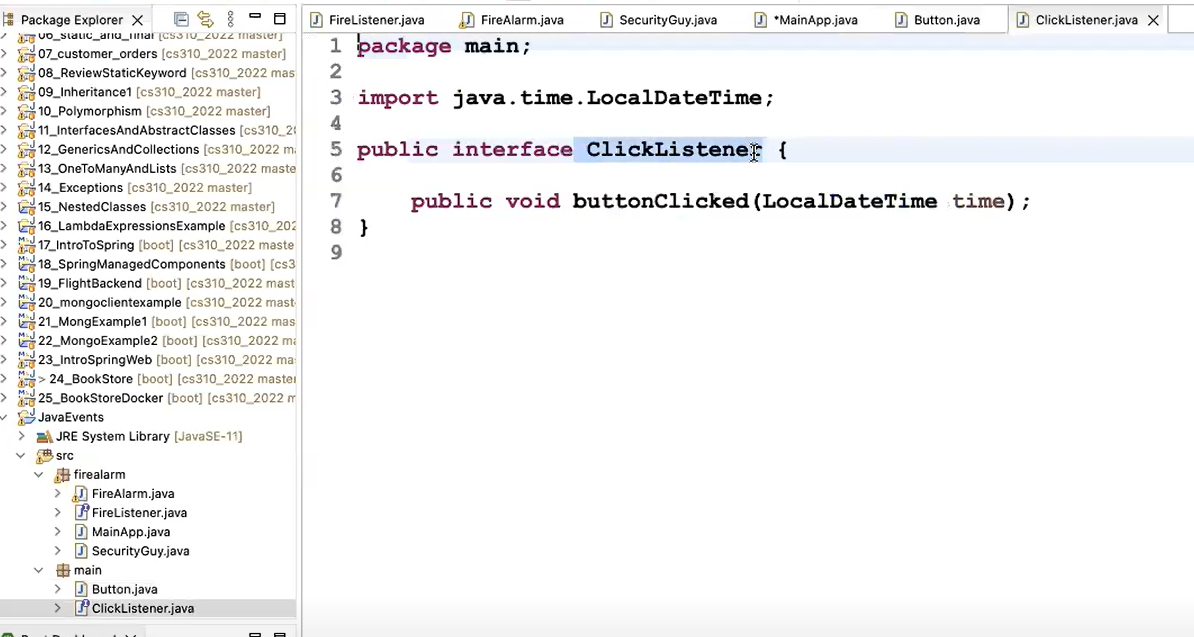 Package Explorer
FireListener.java
FireAlarm.java
SecurityGuy.java
*MainApp.java
Button.java
ClickListener.java
06_static_and_final [cs310_2022 master]
07_customer_orders [cs310_2022 master]
08_ReviewStaticKeyword [cs310_2022 mas
09_Inheritance1 [cs310_2022 master]
10_Polymorphism [cs310_2022 master]
11_InterfacesAndAbstractClasses [cs310_20
12_GenericsAndCollections [cs310_2022 ma
13_OneToManyAndLists [cs310_2022 master]
14_Exceptions [cs310_2022 master]
15_NestedClasses [cs310_2022 master]
16_LambdaExpressionsExample [cs310_202
17_IntroToSpring [boot] [cs310_2022 maste
18_SpringManagedComponents [boot] [cs3
19_FlightBackend [boot] [cs310_2022 maste
20_mongoclientexample [cs310_2022 mast
21_MongExample1 [boot] [cs310_2022 mas
22_MongoExample2 [boot] [cs310_2022 ma
23_IntroSpringWeb [boot] [cs310_2022 ma
> 24_BookStore [boot] [cs310_2022 master
25_BookStoreDocker [boot] [cs310_2022 m
JavaEvents
JRE System Library [JavaSE-11]
src
firealarm
FireAlarm.java
FireListener.java
MainApp.java
SecurityGuy.java
main
Button.java
ClickListener.java
1 package main;
2
3 import java.time.LocalDateTime;
4
5 public interface ClickListener {
6
7 public void buttonClicked(LocalDateTime time);
8 }
9